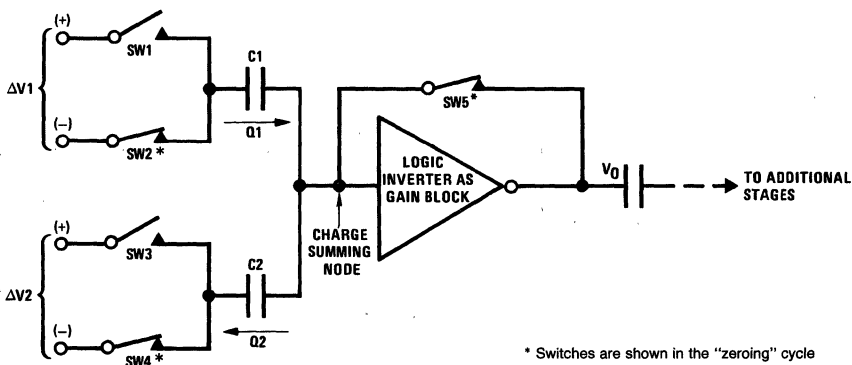 (+)
SW1
ΔV1
(−)
SW2 *
C1
Q1
SW5*
LOGIC
INVERTER AS
GAIN BLOCK
VO
TO ADDITIONAL
STAGES
CHARGE
SUMMING
NODE
(+)
SW3
ΔV2
(−)
SW4 *
C2
Q2
* Switches are shown in the "zeroing" cycle